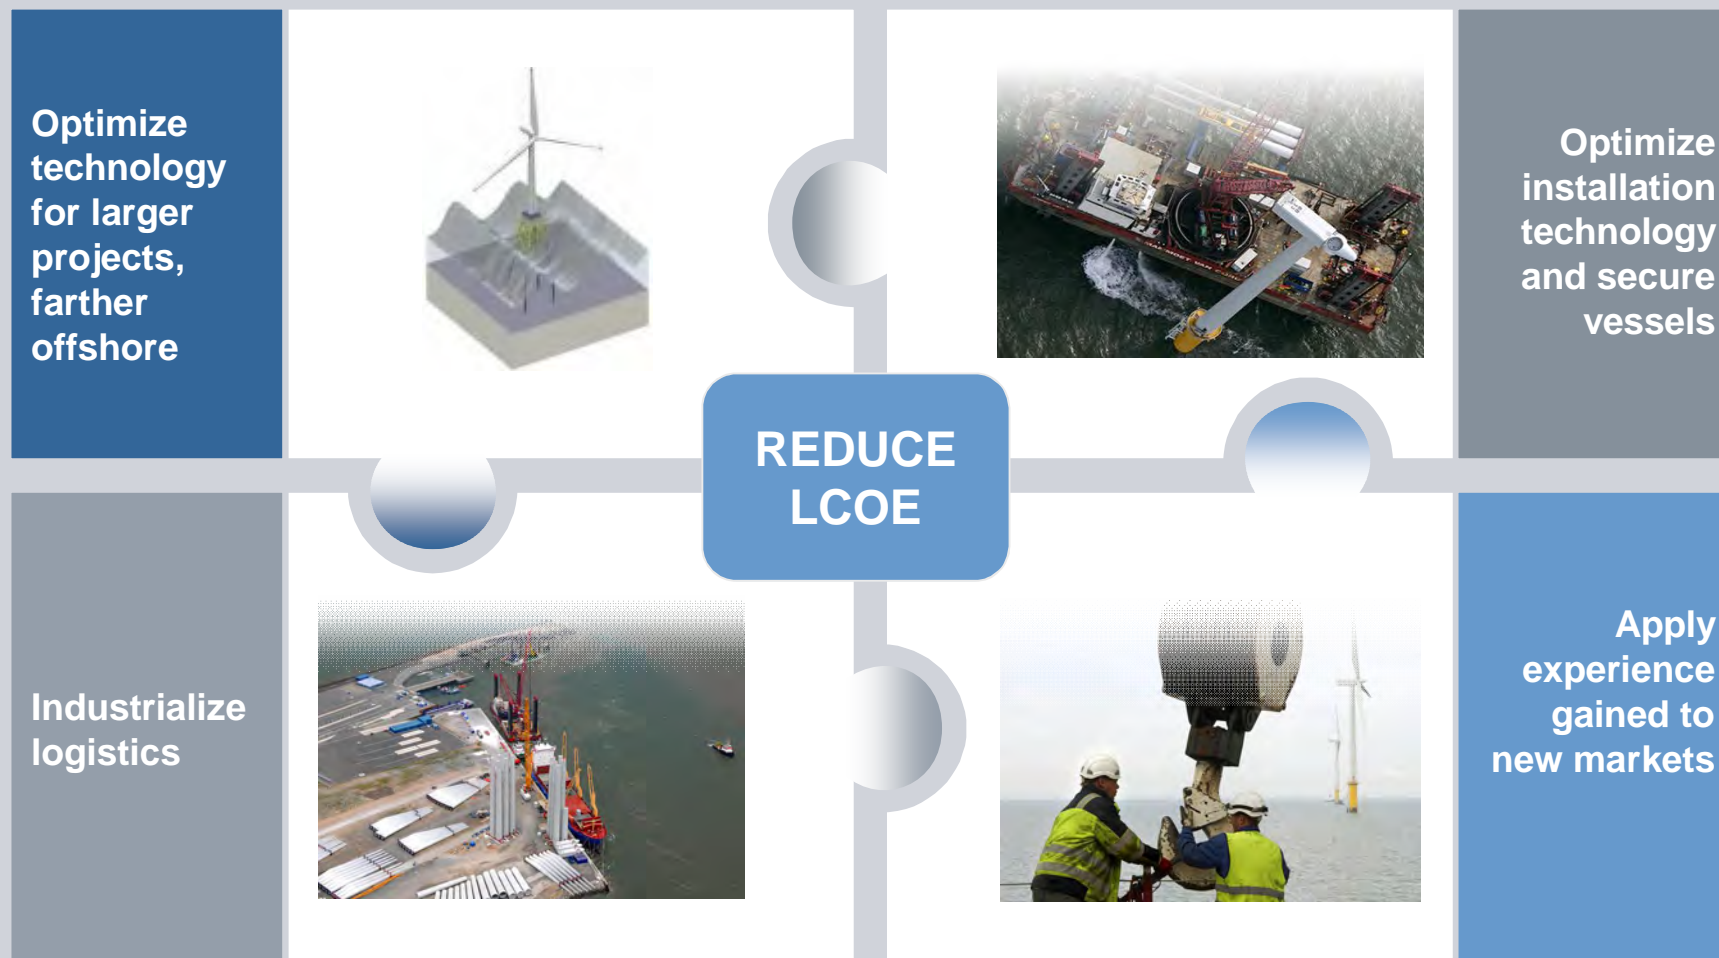 Optimize
technology
for larger
projects,
farther
offshore
Optimize
installation
technology
and secure
vessels
REDUCE
LCOE
Industrialize
logistics
Apply
experience
gained to
new markets